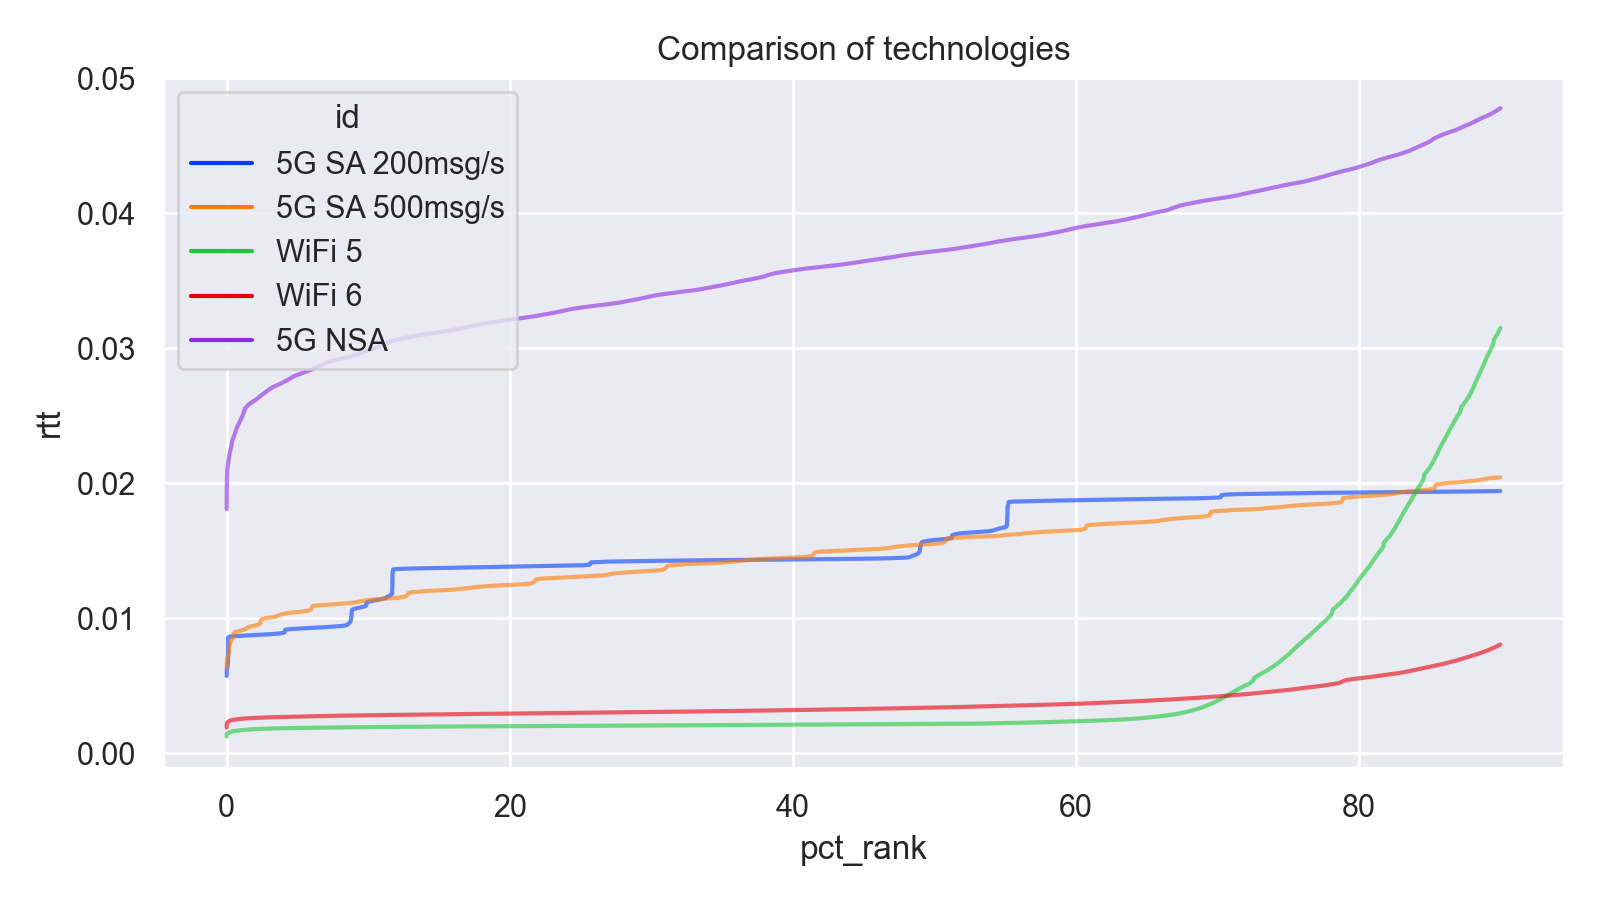 Comparison of technologies
0.05
0.04
0.03
0.02
0.01
0.00
rtt
id
5G SA 200msg/s
5G SA 500msg/s
WiFi 5
WiFi 6
5G NSA
0 20 40 60 80
pct_rank